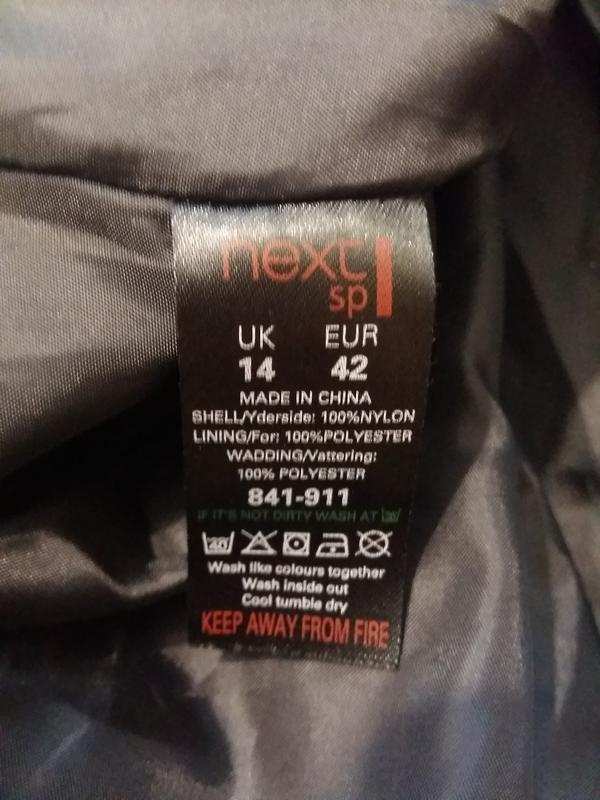 next
sp
UK EUR
14 42
MADE IN CHINA
SHELL/Yderside: 100%NYLON
LINING/For: 100%POLYESTER
WADDING/Vattering:
100% POLYESTER
841-911
IF IT'S NOT DIRTY WASH AT 30
40
Wash like colours together
Wash inside out
Cool tumble dry
KEEP AWAY FROM FIRE